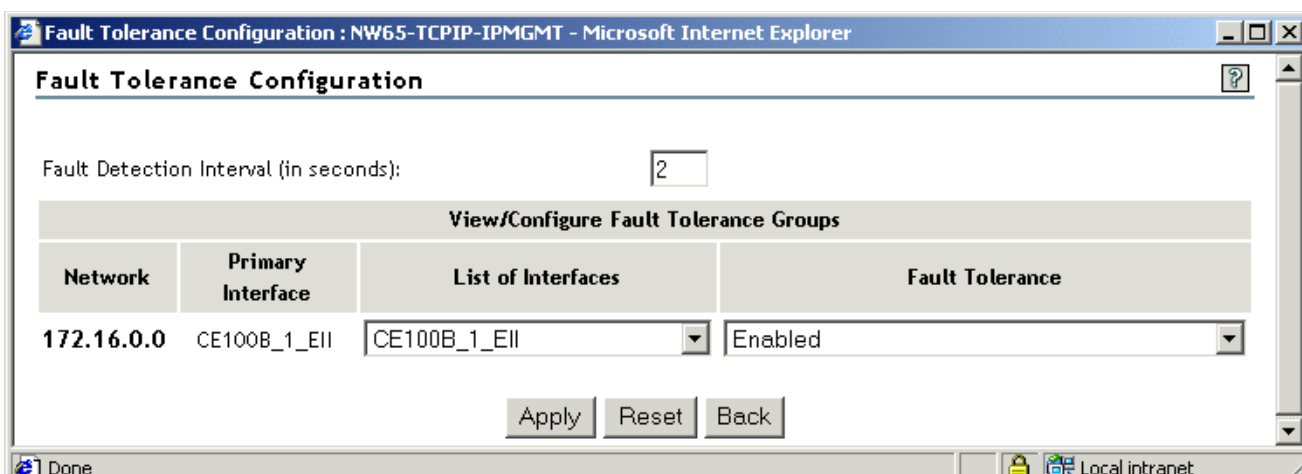 Fault Tolerance Configuration : NW65-TCPIP-IPMGMT - Microsoft Internet Explorer
Fault Tolerance Configuration
?
Fault Detection Interval (in seconds): 2
View/Configure Fault Tolerance Groups
Network Primary Interface List of Interfaces Fault Tolerance
172.16.0.0 CE100B_1_EII CE100B_1_EII Enabled
Apply Reset Back
Done Local intranet